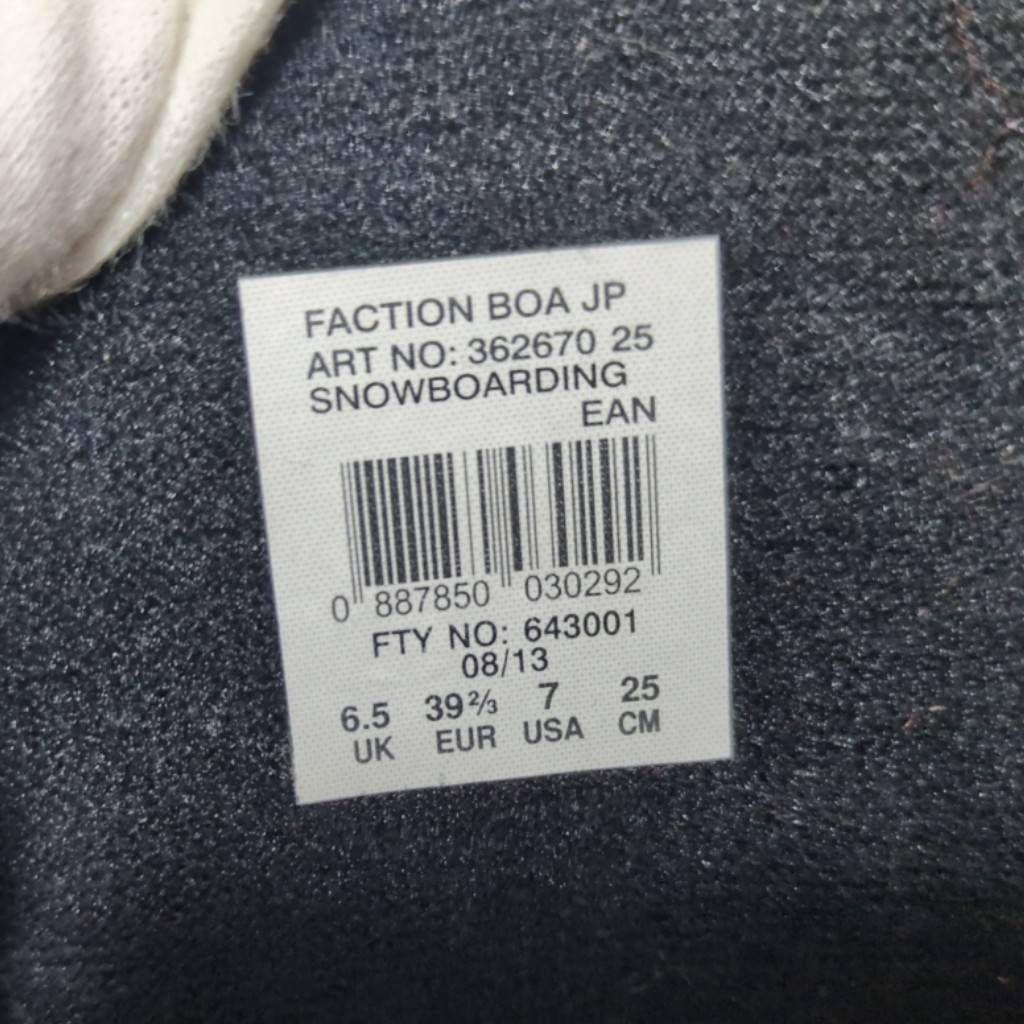 FACTION BOA JP
ART NO: 362670 25
SNOWBOARDING
EAN
0 887850 030292
FTY NO: 643001
08/13
6.5 39⅔ 7 25
UK EUR USA CM